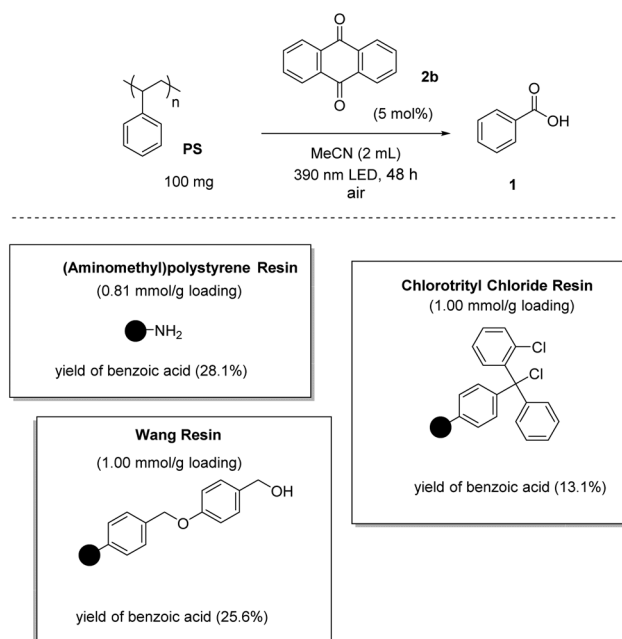 O
O
2b
(5 mol%)
n
PS
100 mg
MeCN (2 mL)
390 nm LED, 48 h
air
O
OH
1
(Aminomethyl)polystyrene Resin
(0.81 mmol/g loading)
NH2
yield of benzoic acid (28.1%)
Chlorotrityl Chloride Resin
(1.00 mmol/g loading)
Cl
Cl
yield of benzoic acid (13.1%)
Wang Resin
(1.00 mmol/g loading)
OH
O
yield of benzoic acid (25.6%)